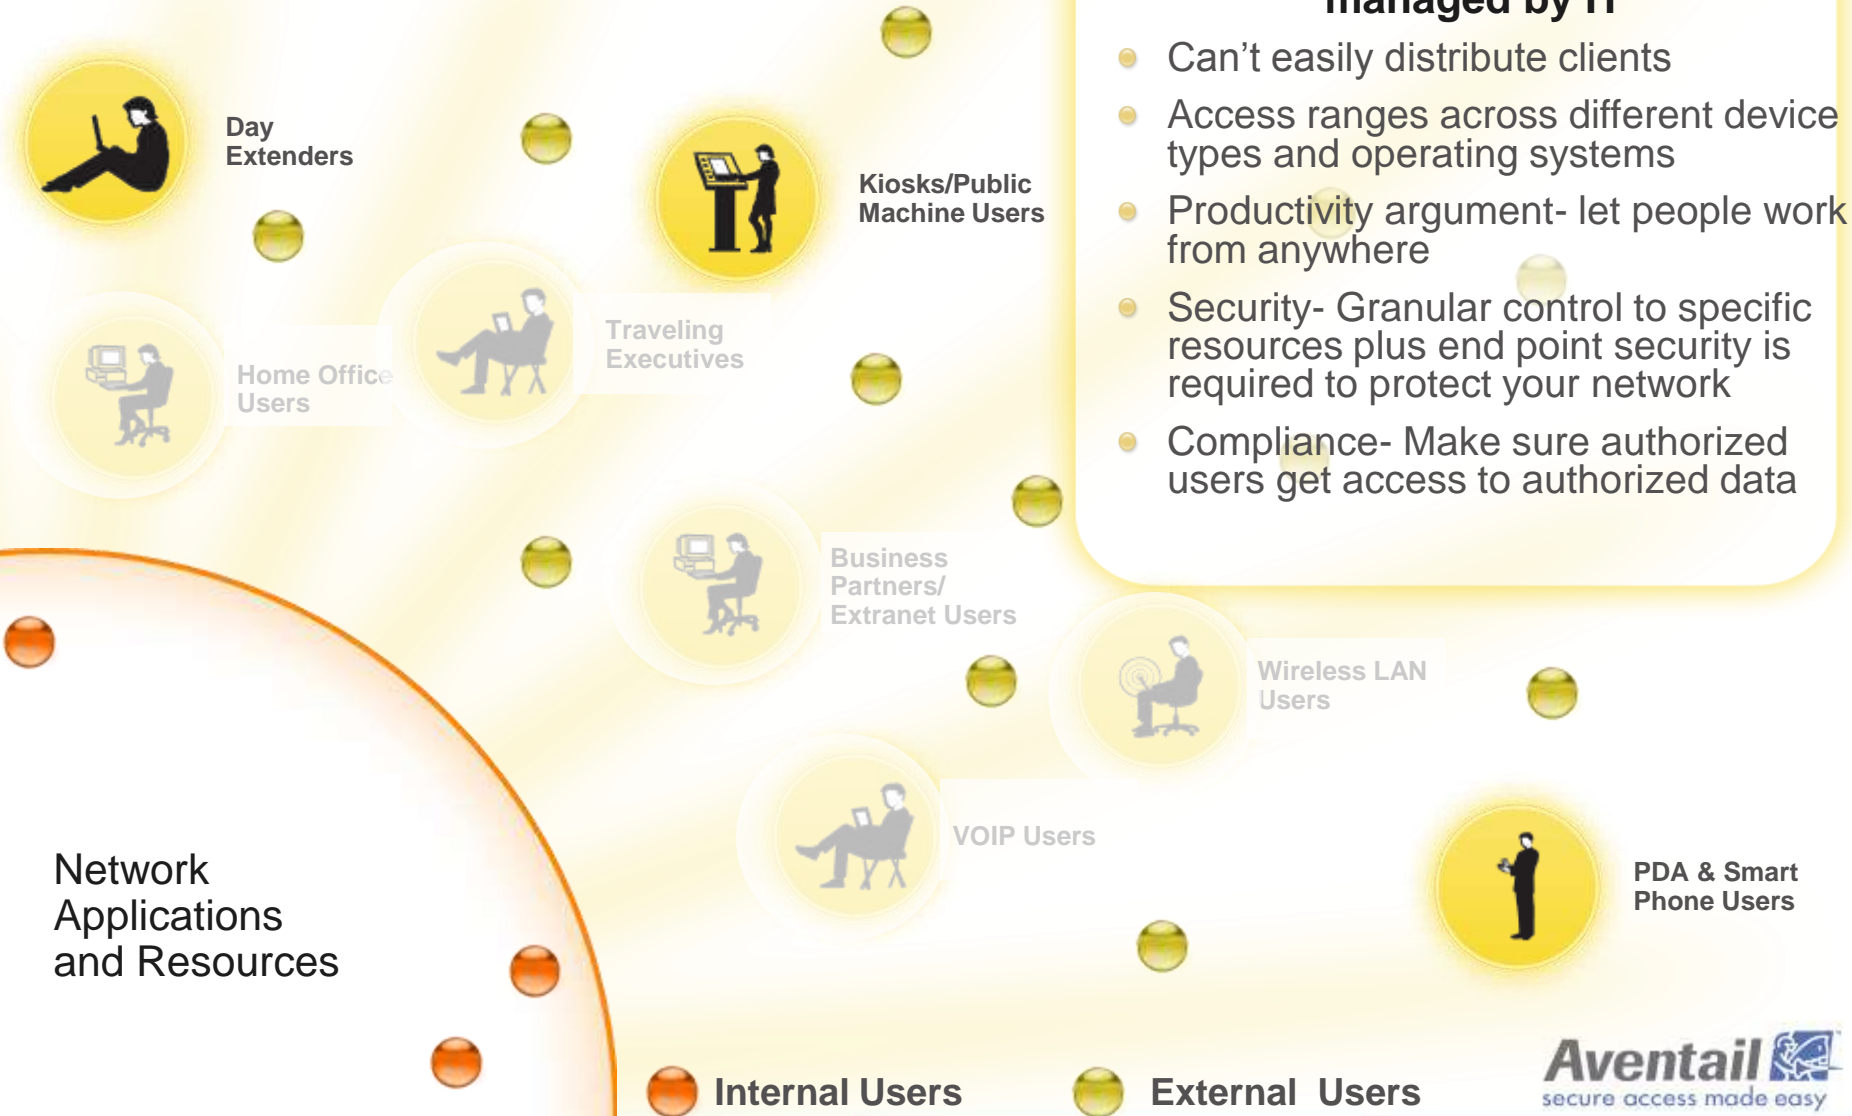 managed by IT
Can't easily distribute clients
Access ranges across different device
types and operating systems
Productivity argument- let people work
from anywhere
Security- Granular control to specific
resources plus end point security is
required to protect your network
Compliance- Make sure authorized
users get access to authorized data
Day
Extenders
Kiosks/Public
Machine Users
Traveling
Executives
Home Office
Users
Business
Partners/
Extranet Users
Wireless LAN
Users
VOIP Users
PDA & Smart
Phone Users
Network
Applications
and Resources
Internal Users
External  Users
Aventail
secure access made easy